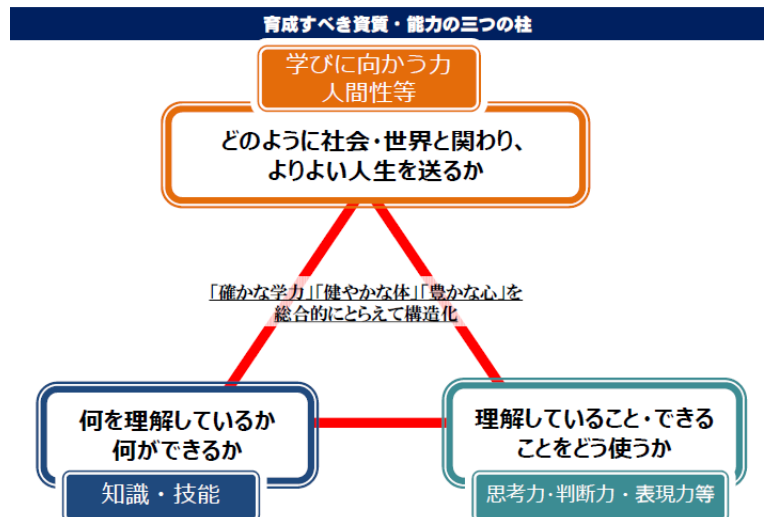 育成すべき資質・能力の三つの柱
学びに向かう力
人間性等
どのように社会・世界と関わり、
よりよい人生を送るか
「確かな学力」「健やかな体」「豊かな心」を
総合的にとらえて構造化
何を理解しているか
何ができるか
知識・技能
理解していること・できる
ことをどう使うか
思考力・判断力・表現力等